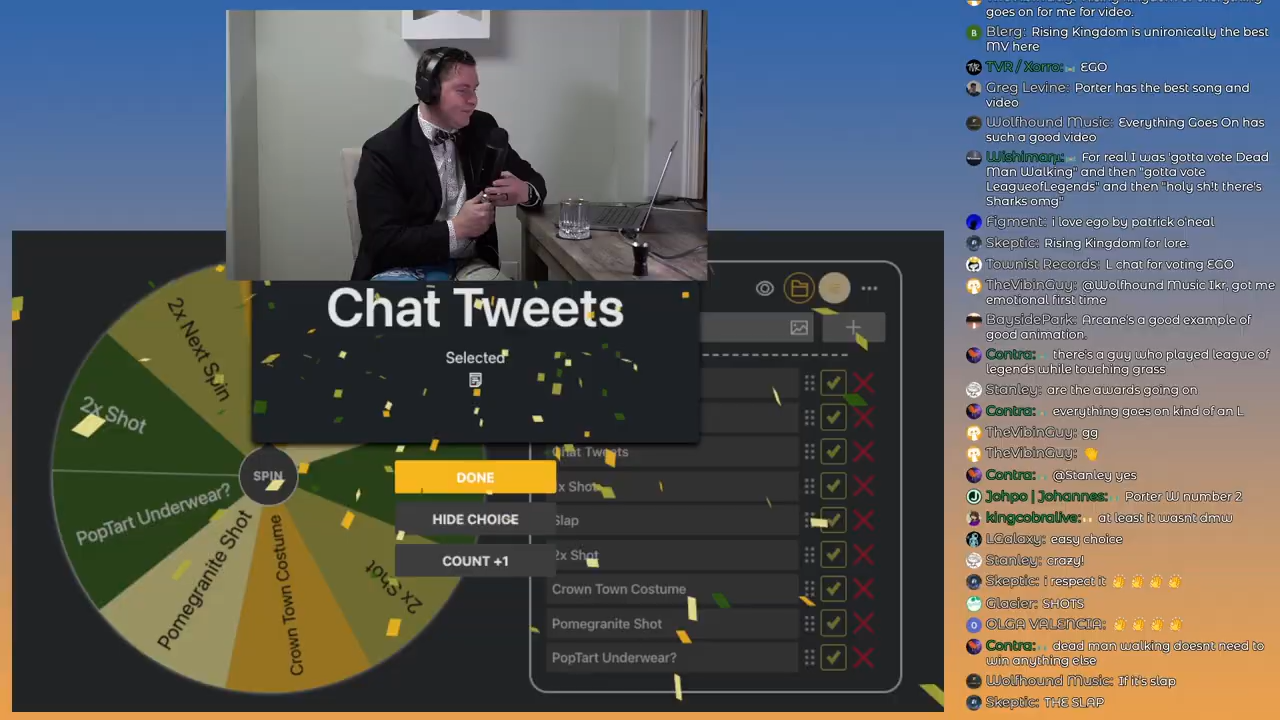 goes on for me for video.
Blerg: Rising Kingdom is unironically the best
MV here
TVR / Xorro: EGO
Greg Levine: Porter has the best song and
video
Wolfhound Music: Everything Goes On has
such a good video
Wishimary: For real I was 'gotta vote Dead
Man Walking" and then "gotta vote
LeagueofLegends" and then "holy sh*t there's
Sharks omg"
Figment: i love ego by patrick o'neal
Skeptic: Rising Kingdom for lore.
Townist Records: L chat for voting EGO
TheVibinGuy: @Wolfhound Music Ikr, got me
emotional first time
BaysidePark: Arcane's a good example of
good animation.
Contra: there's a guy who played league of
legends while touching grass
Stanley: are the awards going on
Contra: everything goes on kind of an L
TheVibinGuy: gg
TheVibinGuy: 👋
Contra: @Stanley yes
Johpo | Johannes: Porter W number 2
kingcobralive: at least it wasnt dmw
LGalaxy: easy choice
Stanley: crazy!
Skeptic: i respect it 👏 👏 👏 👏
Glacier: SHOTS
OLGA VALENCIA: 👏 👏 👏 👏
Contra: dead man walking doesnt need to
win anything else
Wolfhound Music: If it's slap
Skeptic: THE SLAP
Chat Tweets
Selected
DONE
HIDE CHOICE
COUNT +1
2x Next Spin
2x Shot
PopTart Underwear?
Pomegranite Shot
Crown Town Costume
2x Shot
SPIN
Chat Tweets
Shot
Slap
2x Shot
Crown Town Costume
Pomegranite Shot
PopTart Underwear?